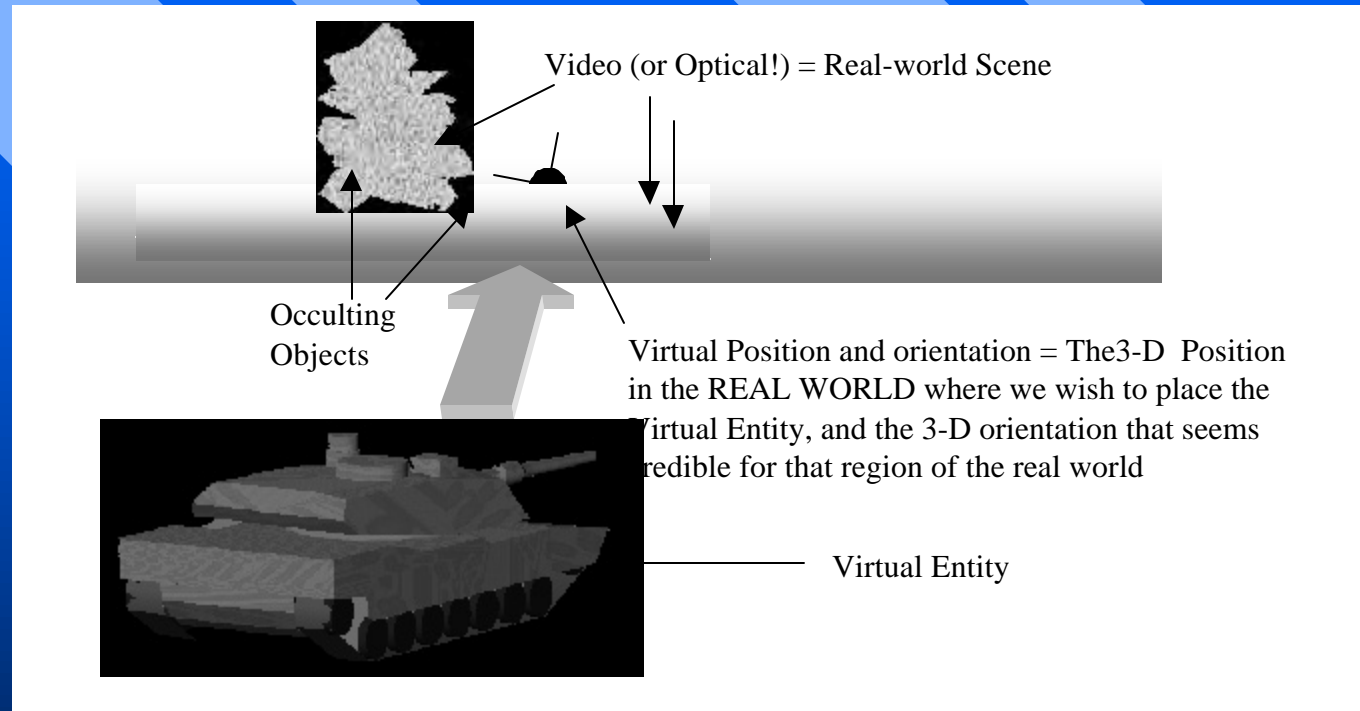 Video (or Optical!) = Real-world Scene
Occulting
Objects
Virtual Position and orientation = The3-D Position
in the REAL WORLD where we wish to place the
Virtual Entity, and the 3-D orientation that seems
credible for that region of the real world
Virtual Entity